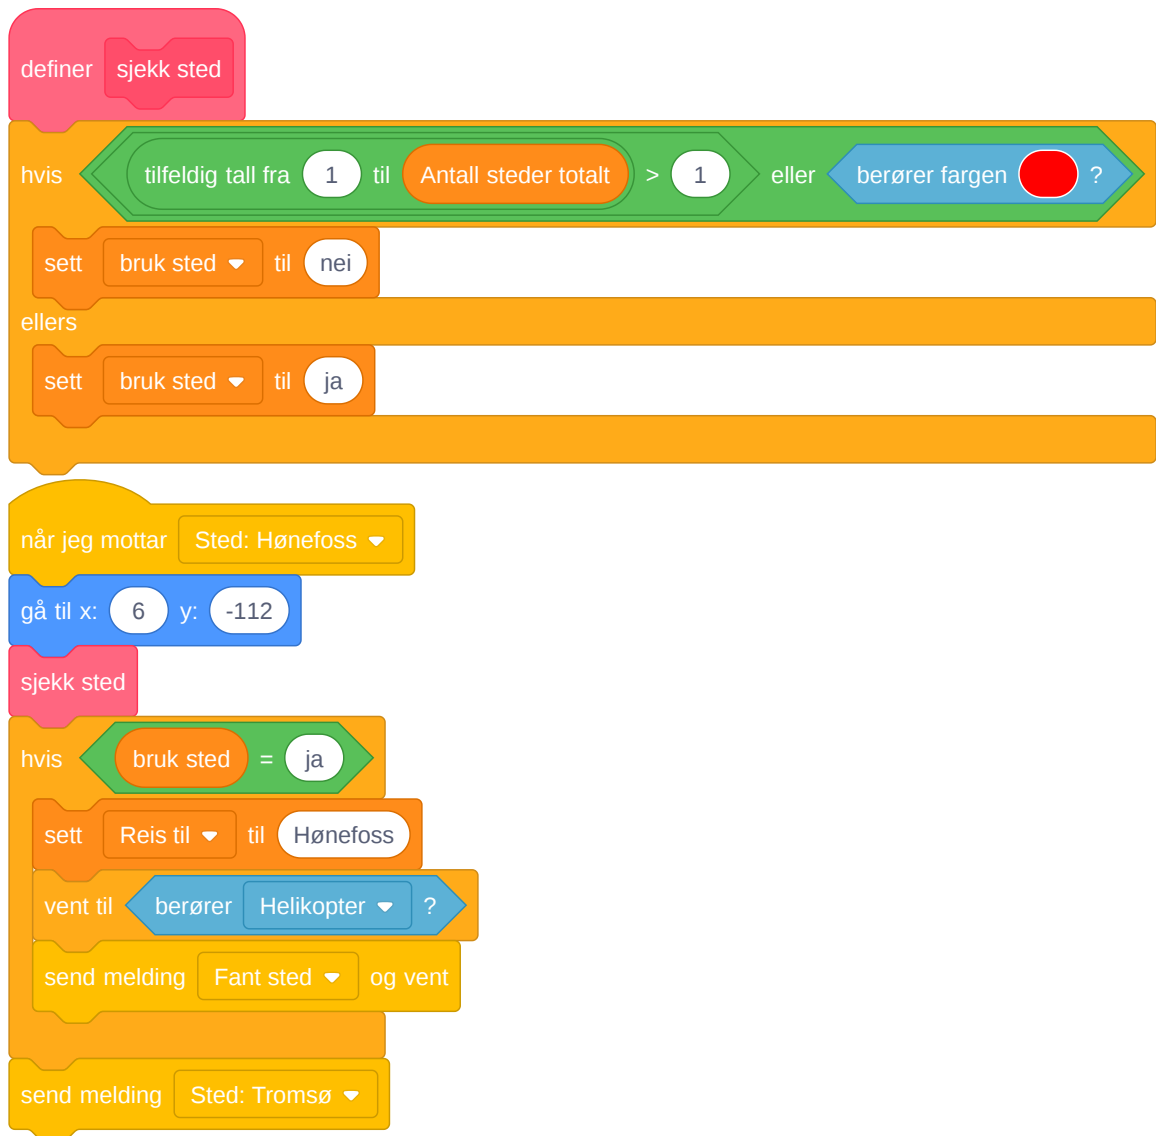 definer sjekk sted
hvis tilfeldig tall fra 1 til Antall steder totalt > 1 eller berører fargen ?
sett bruk sted til nei
ellers
sett bruk sted til ja
når jeg mottar Sted: Hønefoss
gå til x: 6 y: -112
sjekk sted
hvis bruk sted = ja
sett Reis til til Hønefoss
vent til berører Helikopter ?
send melding Fant sted og vent
send melding Sted: Tromsø